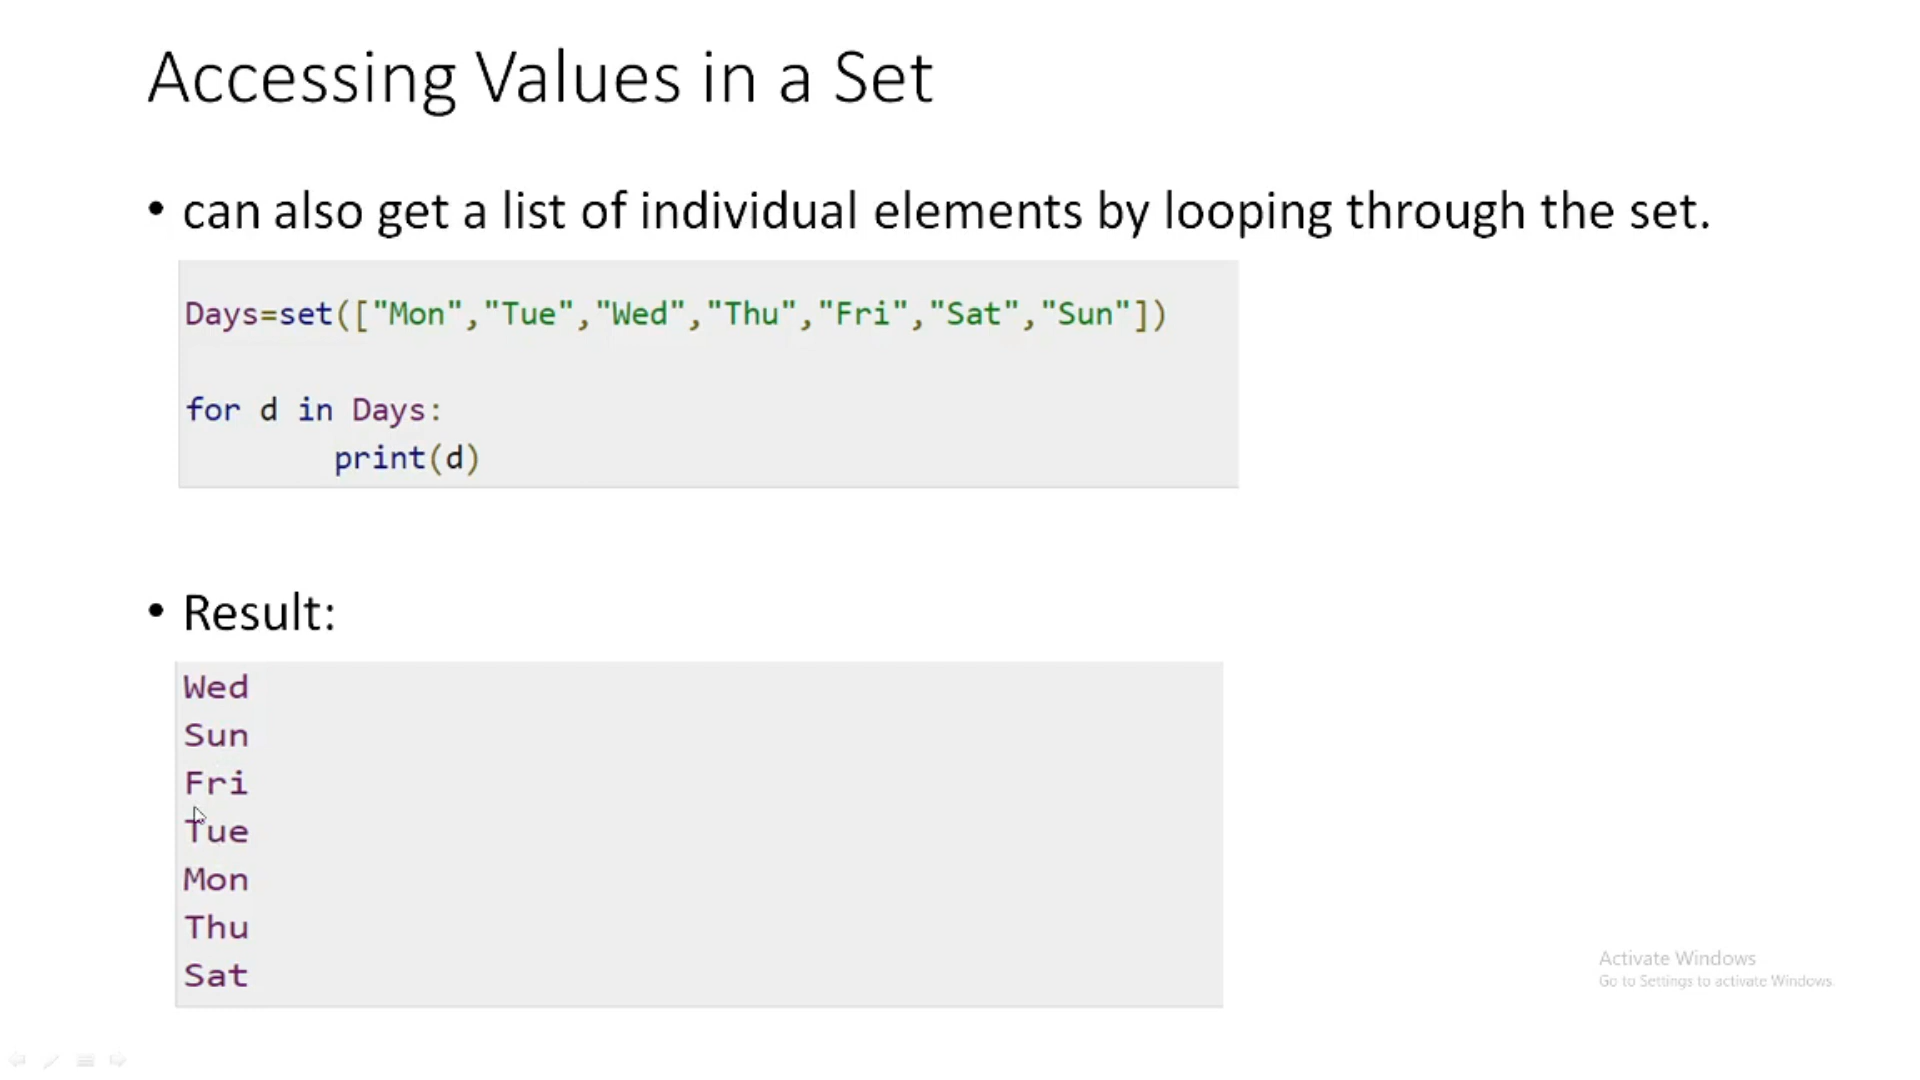 Accessing Values in a Set
• can also get a list of individual elements by looping through the set.
Days=set(["Mon","Tue","Wed","Thu","Fri","Sat","Sun"])
for d in Days:
print(d)
• Result:
Wed
Sun
Fri
Tue
Mon
Thu
Sat
Activate Windows
Go to Settings to activate Windows.